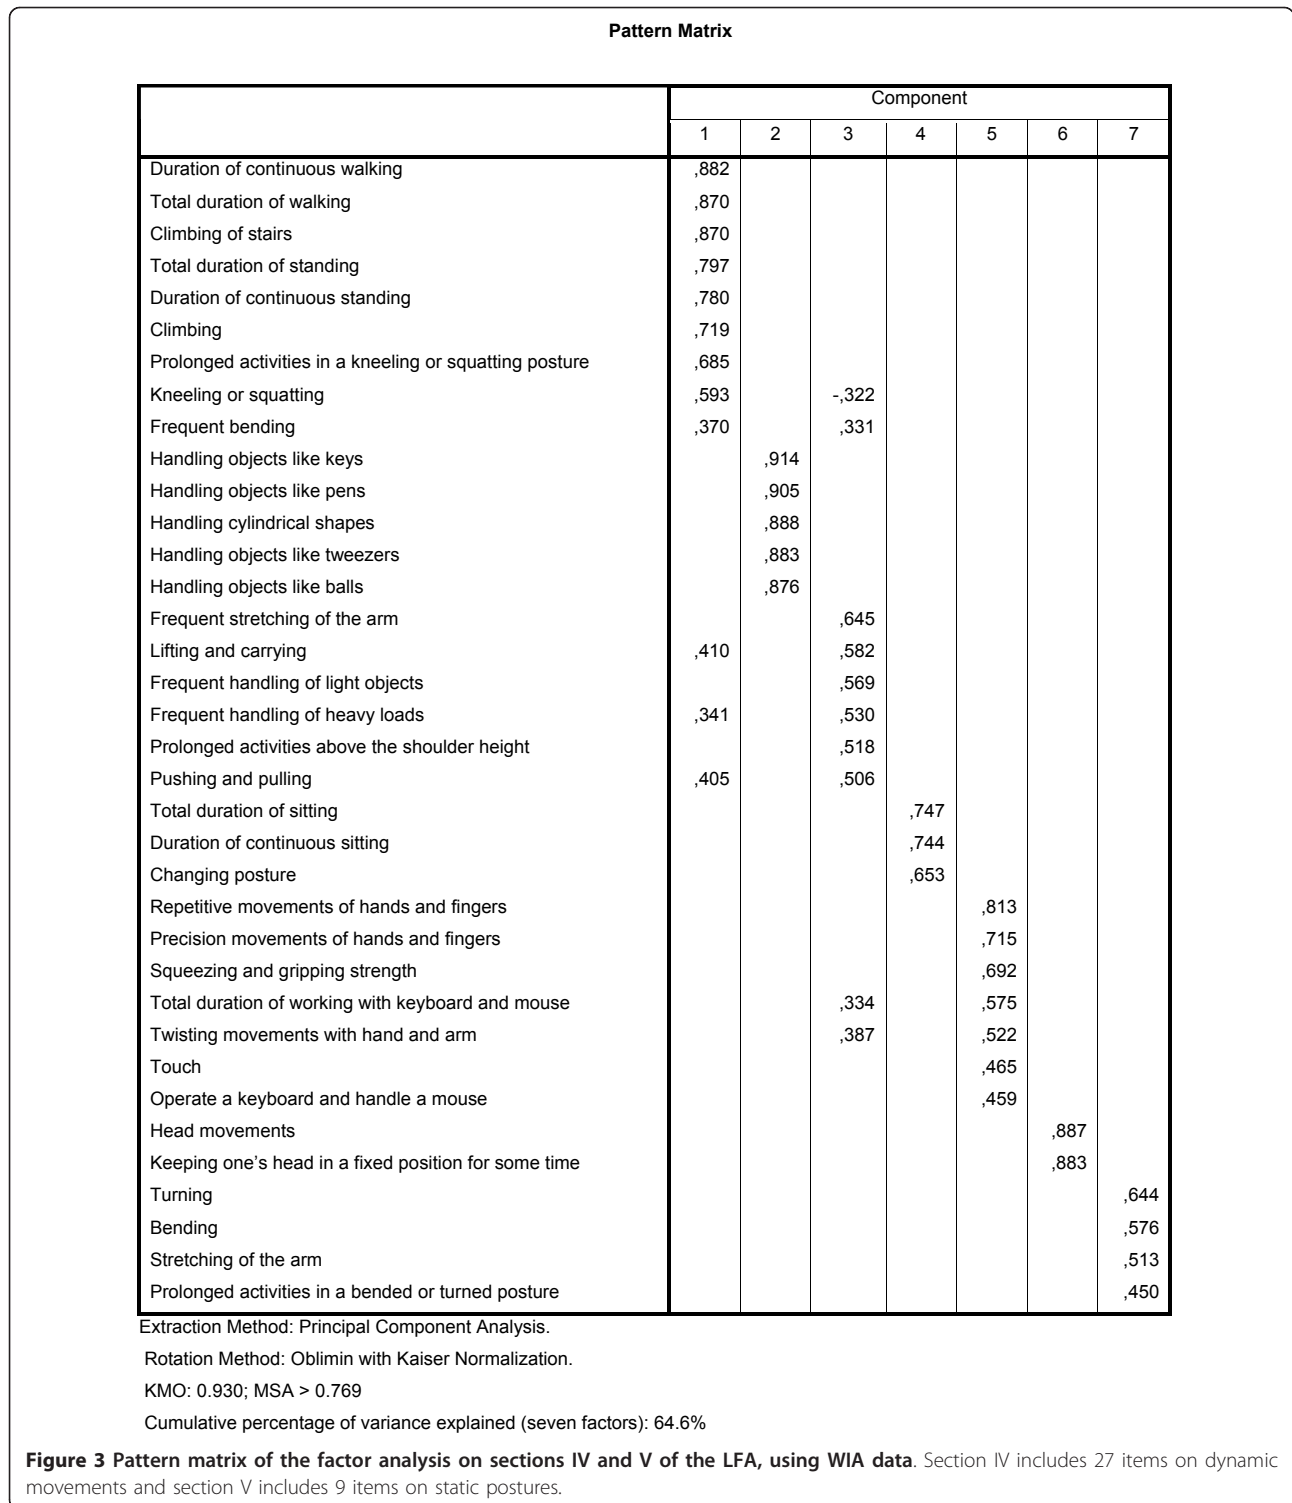 Pattern Matrix
Component
1 2 3 4 5 6 7
Duration of continuous walking ,882
Total duration of walking ,870
Climbing of stairs ,870
Total duration of standing ,797
Duration of continuous standing ,780
Climbing ,719
Prolonged activities in a kneeling or squatting posture ,685
Kneeling or squatting ,593 -,322
Frequent bending ,370 ,331
Handling objects like keys ,914
Handling objects like pens ,905
Handling cylindrical shapes ,888
Handling objects like tweezers ,883
Handling objects like balls ,876
Frequent stretching of the arm ,645
Lifting and carrying ,410 ,582
Frequent handling of light objects ,569
Frequent handling of heavy loads ,341 ,530
Prolonged activities above the shoulder height ,518
Pushing and pulling ,405 ,506
Total duration of sitting ,747
Duration of continuous sitting ,744
Changing posture ,653
Repetitive movements of hands and fingers ,813
Precision movements of hands and fingers ,715
Squeezing and gripping strength ,692
Total duration of working with keyboard and mouse ,334 ,575
Twisting movements with hand and arm ,387 ,522
Touch ,465
Operate a keyboard and handle a mouse ,459
Head movements ,887
Keeping one's head in a fixed position for some time ,883
Turning ,644
Bending ,576
Stretching of the arm ,513
Prolonged activities in a bended or turned posture ,450
Extraction Method: Principal Component Analysis.
Rotation Method: Oblimin with Kaiser Normalization.
KMO: 0.930; MSA > 0.769
Cumulative percentage of variance explained (seven factors): 64.6%
Figure 3 Pattern matrix of the factor analysis on sections IV and V of the LFA, using WIA data. Section IV includes 27 items on dynamic
movements and section V includes 9 items on static postures.